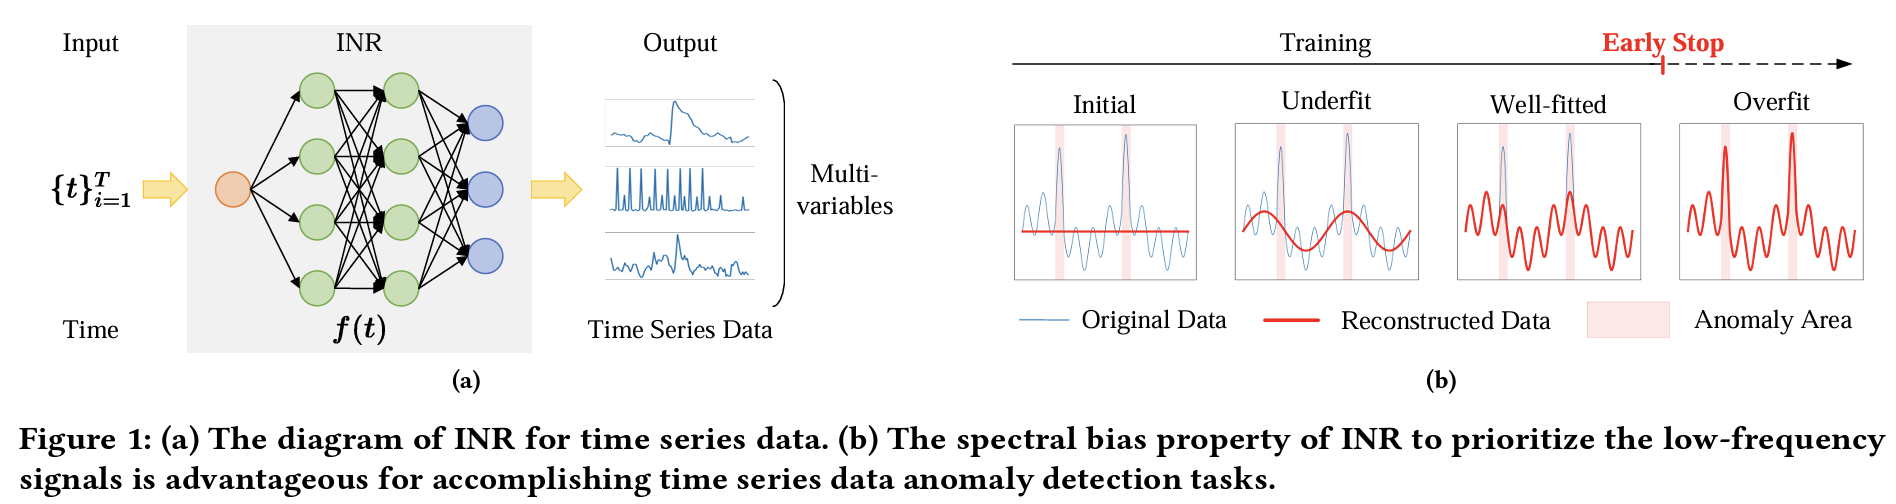 Input
INR
Output
{t}_{i=1}^{T}
Multi-
variables
Time
f(t)
Time Series Data
(a)
Training
Early Stop
Initial
Underfit
Well-fitted
Overfit
Original Data
Reconstructed Data
Anomaly Area
(b)
Figure 1: (a) The diagram of INR for time series data. (b) The spectral bias property of INR to prioritize the low-frequency
signals is advantageous for accomplishing time series data anomaly detection tasks.